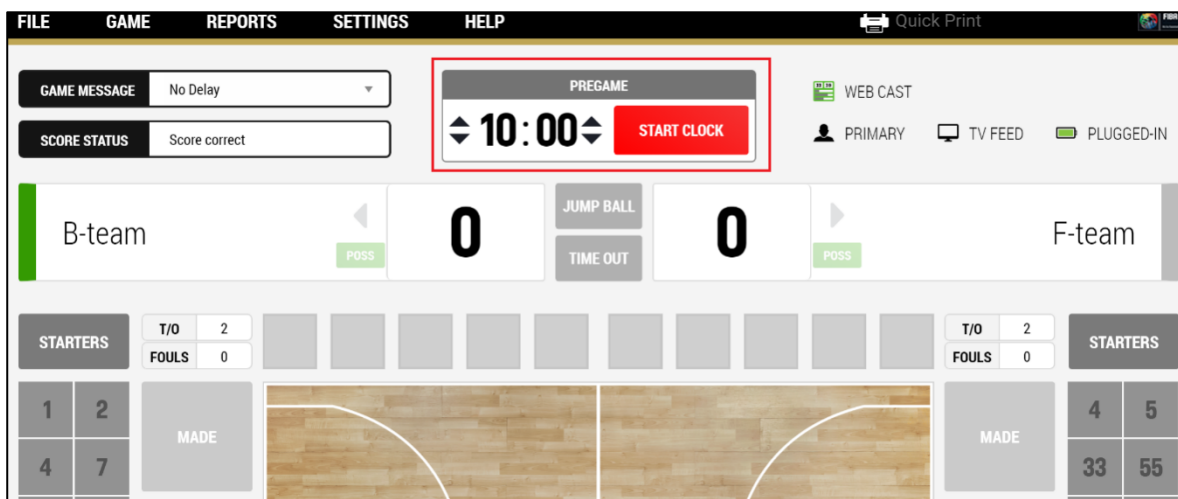 FILE GAME REPORTS SETTINGS HELP Quick Print FIBA
GAME MESSAGE No Delay
PREGAME
WEB CAST
10:00 START CLOCK
SCORE STATUS Score correct
PRIMARY TV FEED PLUGGED-IN
B-team 0 JUMP BALL 0 F-team
POSS TIME OUT POSS
STARTERS T/O 2 T/O 2 STARTERS
FOULS 0 FOULS 0
1 2 4 5
MADE MADE
4 7 33 55